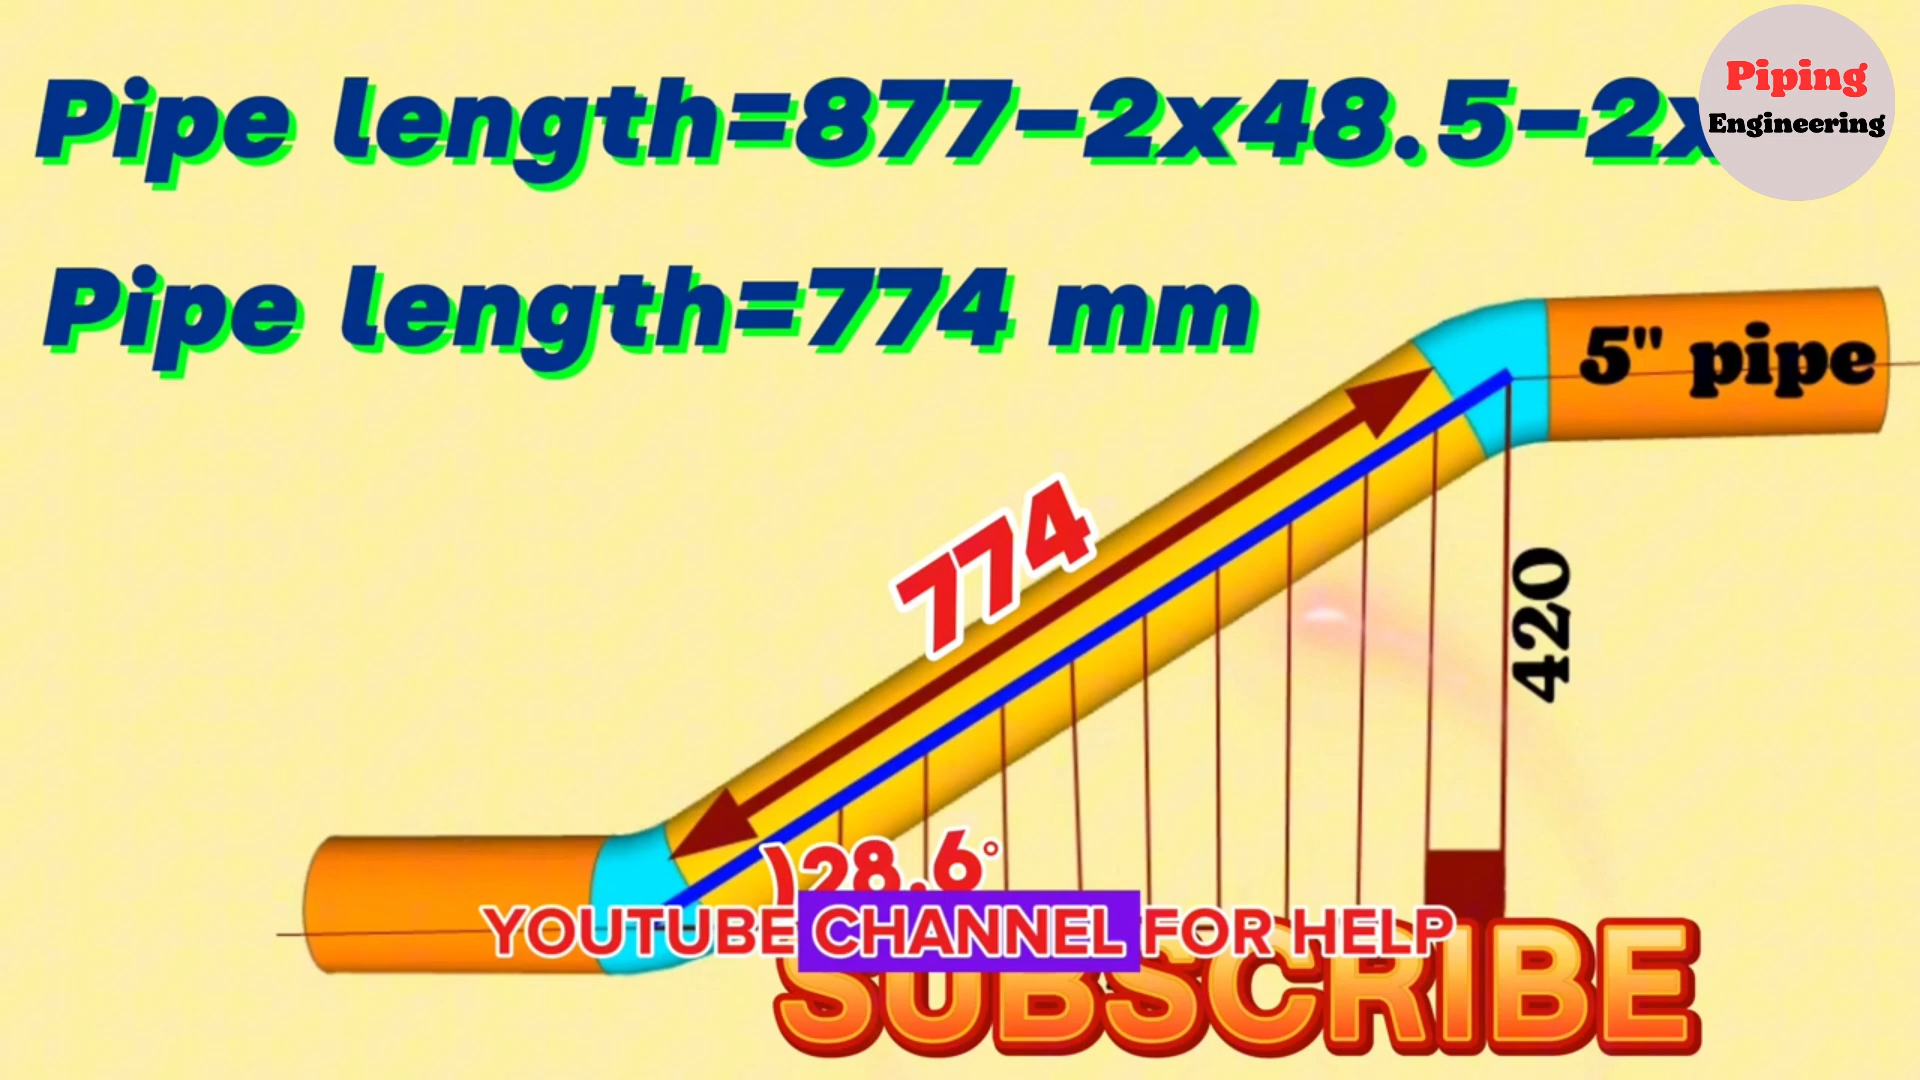 Pipe length=877-2x48.5-2x
Piping
Engineering
Pipe length=774 mm
5" pipe
774
420
28.6°
YOUTUBE CHANNEL FOR HELP
SUBSCRIBE